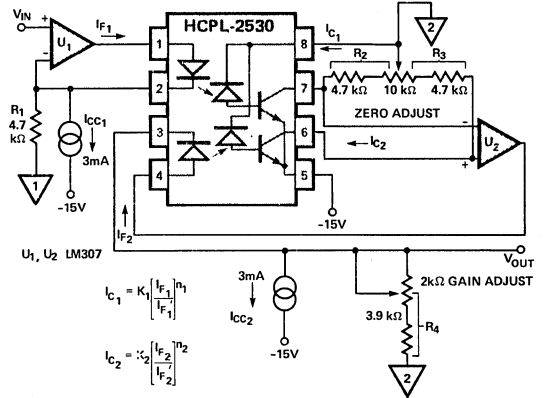 HCPL-2530
VIN
+
-
U1
IF1
1
8
IC1
2
R2
R3
2
7
4.7 kΩ
10 kΩ
4.7 kΩ
R1
4.7
kΩ
ICC1
3mA
3
6
ZERO ADJUST
-
+
U2
IC2
1
4
5
-15V
-15V
IF2
VOUT
U1, U2 LM307
3mA
ICC2
-15V
2kΩ GAIN ADJUST
3.9 kΩ
R4
2
IC1 = K1[IF1/IF1']n1
IC2 = K2[IF2/IF2']n2